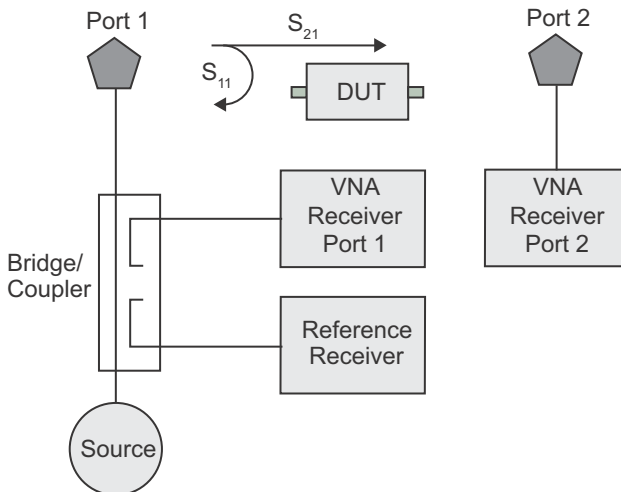 Port 1
Port 2
S21
S11
DUT
VNA
Receiver
Port 1
VNA
Receiver
Port 2
Bridge/
Coupler
Reference
Receiver
Source